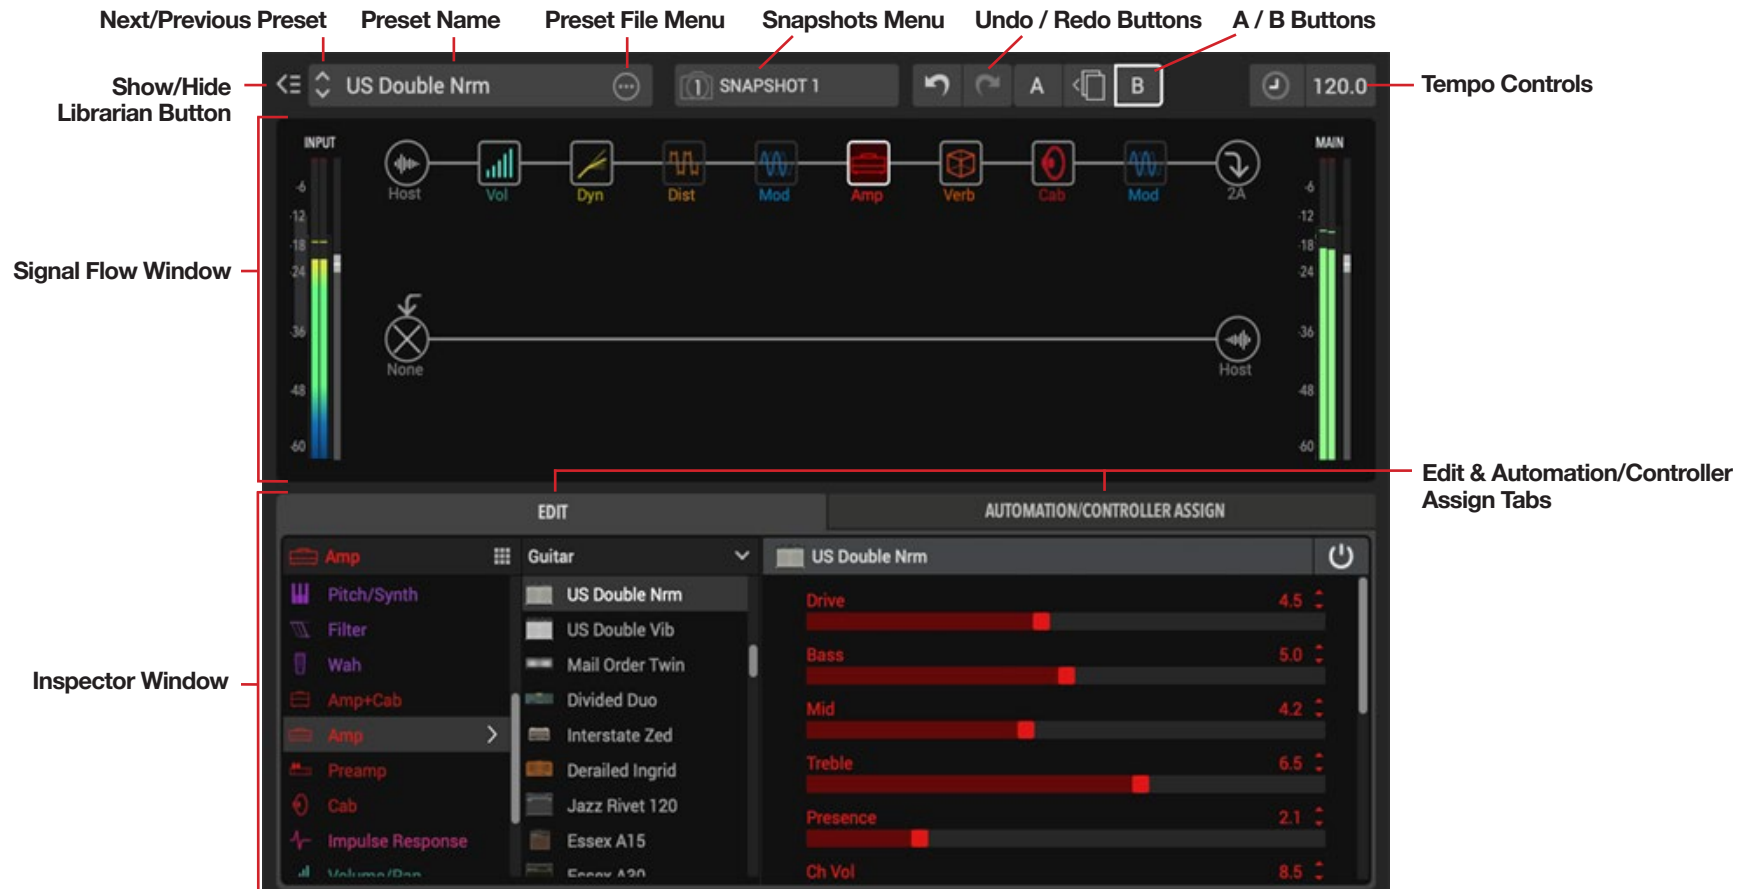 Next/Previous Preset
Preset Name
Preset File Menu
Snapshots Menu
Undo / Redo Buttons
A / B Buttons
Show/Hide
Librarian Button
US Double Nrm
1
SNAPSHOT 1
A
B
120.0
Tempo Controls
INPUT
MAIN
-6
-12
-18
-24
-36
-48
-60
Host
Vol
Dyn
Dist
Mod
Amp
Verb
Cab
Mod
2A
-6
-12
-18
-24
-36
-48
-60
Signal Flow Window
None
Host
Edit & Automation/Controller
Assign Tabs
EDIT
AUTOMATION/CONTROLLER ASSIGN
Inspector Window
Amp
Pitch/Synth
Filter
Wah
Amp+Cab
Amp
Preamp
Cab
Impulse Response
Volume/Pan
Guitar
US Double Nrm
US Double Vib
Mail Order Twin
Divided Duo
Interstate Zed
Derailed Ingrid
Jazz Rivet 120
Essex A15
Essex A30
US Double Nrm
Drive 4.5
Bass 5.0
Mid 4.2
Treble 6.5
Presence 2.1
Ch Vol 8.5